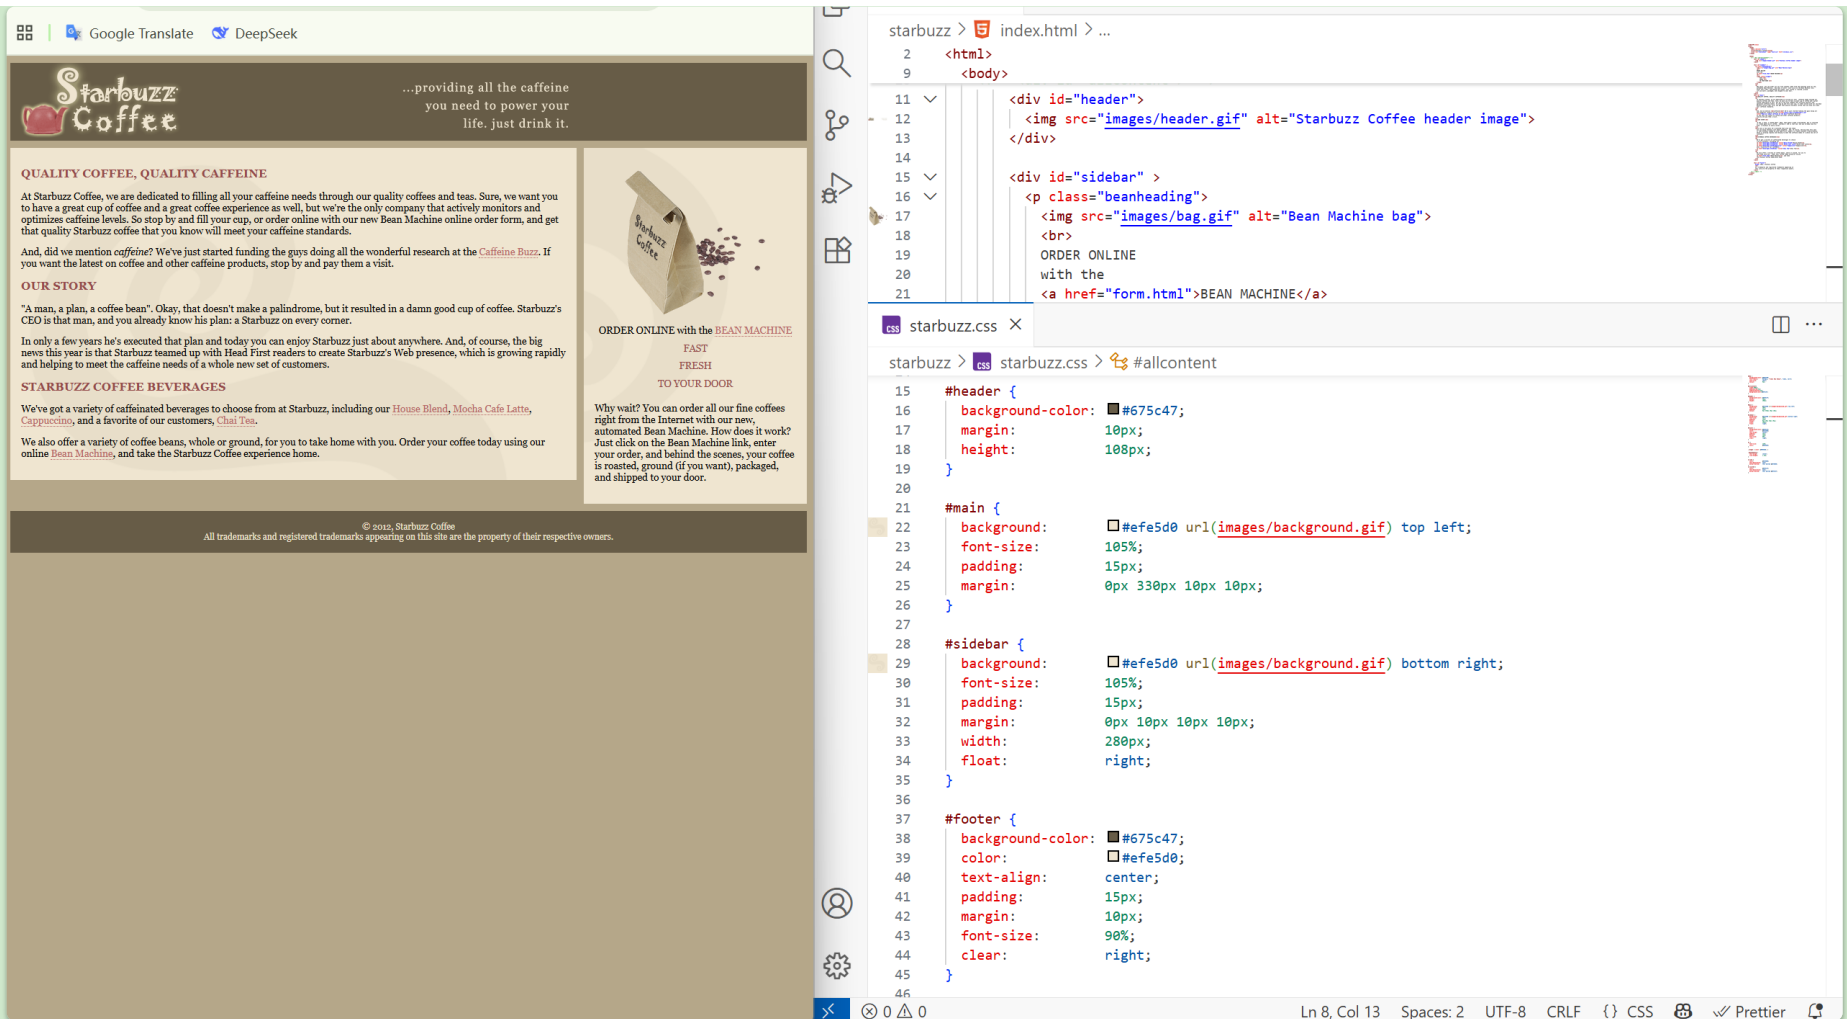 Google Translate
DeepSeek
Starbuzz
Coffee
...providing all the caffeine
you need to power your
life. just drink it.
QUALITY COFFEE, QUALITY CAFFEINE
At Starbuzz Coffee, we are dedicated to filling all your caffeine needs through our quality coffees and teas. Sure, we want you
to have a great cup of coffee and a great coffee experience as well, but we're the only company that actively monitors and
optimizes caffeine levels. So stop by and fill your cup, or order online with our new Bean Machine online order form, and get
that quality Starbuzz coffee that you know will meet your caffeine standards.
And, did we mention caffeine? We've just started funding the guys doing all the wonderful research at the Caffeine Buzz. If
you want the latest on coffee and other caffeine products, stop by and pay them a visit.
OUR STORY
"A man, a plan, a coffee bean". Okay, that doesn't make a palindrome, but it resulted in a damn good cup of coffee. Starbuzz's
CEO is that man, and you already know his plan: a Starbuzz on every corner.
In only a few years he's executed that plan and today you can enjoy Starbuzz just about anywhere. And, of course, the big
news this year is that Starbuzz teamed up with Head First readers to create Starbuzz's Web presence, which is growing rapidly
and helping to meet the caffeine needs of a whole new set of customers.
STARBUZZ COFFEE BEVERAGES
We've got a variety of caffeinated beverages to choose from at Starbuzz, including our House Blend, Mocha Cafe Latte,
Cappuccino, and a favorite of our customers, Chai Tea.
We also offer a variety of coffee beans, whole or ground, for you to take home with you. Order your coffee today using our
online Bean Machine, and take the Starbuzz Coffee experience home.
Starbuzz
Coffee
ORDER ONLINE with the BEAN MACHINE
FAST
FRESH
TO YOUR DOOR
Why wait? You can order all our fine coffees
right from the Internet with our new,
automated Bean Machine. How does it work?
Just click on the Bean Machine link, enter
your order, and behind the scenes, your coffee
is roasted, ground (if you want), packaged,
and shipped to your door.
© 2012, Starbuzz Coffee
All trademarks and registered trademarks appearing on this site are the property of their respective owners.
starbuzz > index.html > ...
2 <html>
9 <body>
11 <div id="header">
12 <img src="images/header.gif" alt="Starbuzz Coffee header image">
13 </div>
14
15 <div id="sidebar" >
16 <p class="beanheading">
17 <img src="images/bag.gif" alt="Bean Machine bag">
18 <br>
19 ORDER ONLINE
20 with the
21 <a href="form.html">BEAN MACHINE</a>
starbuzz.css
starbuzz > starbuzz.css > #allcontent
15 #header {
16 background-color: #675c47;
17 margin: 10px;
18 height: 108px;
19 }
20
21 #main {
22 background: #efe5d0 url(images/background.gif) top left;
23 font-size: 105%;
24 padding: 15px;
25 margin: 0px 330px 10px 10px;
26 }
27
28 #sidebar {
29 background: #efe5d0 url(images/background.gif) bottom right;
30 font-size: 105%;
31 padding: 15px;
32 margin: 0px 10px 10px 10px;
33 width: 280px;
34 float: right;
35 }
36
37 #footer {
38 background-color: #675c47;
39 color: #efe5d0;
40 text-align: center;
41 padding: 15px;
42 margin: 10px;
43 font-size: 90%;
44 clear: right;
45 }
46
0 0
Ln 8, Col 13 Spaces: 2 UTF-8 CRLF {} CSS Prettier